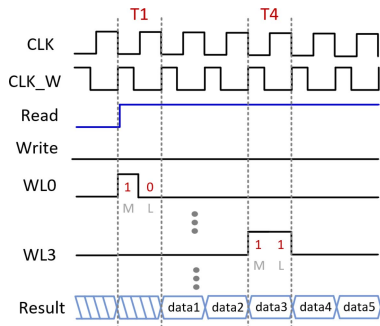 T1 T4
CLK
CLK_W
Read
Write
WL0 1 0
M L
WL3 1 1
M L
Result data1 data2 data3 data4 data5